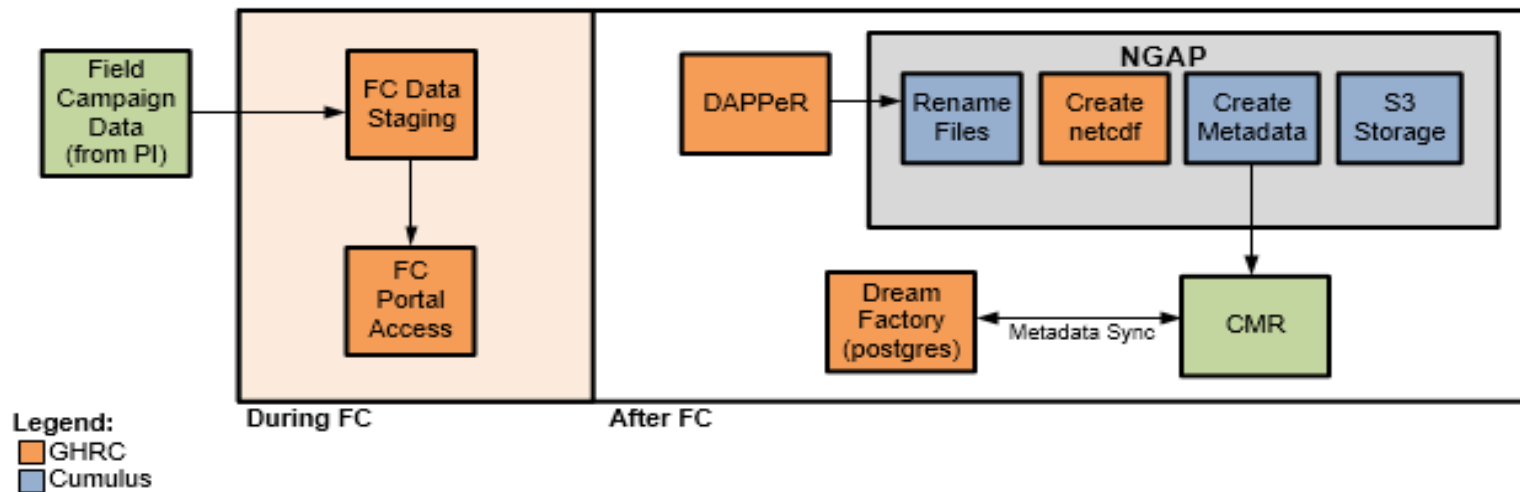 Field
Campaign
Data
(from PI)
FC Data
Staging
FC
Portal
Access
During FC
DAPPeR
NGAP
Rename
Files
Create
netcdf
Create
Metadata
S3
Storage
Dream
Factory
(postgres)
Metadata Sync
CMR
After FC
Legend:
GHRC
Cumulus